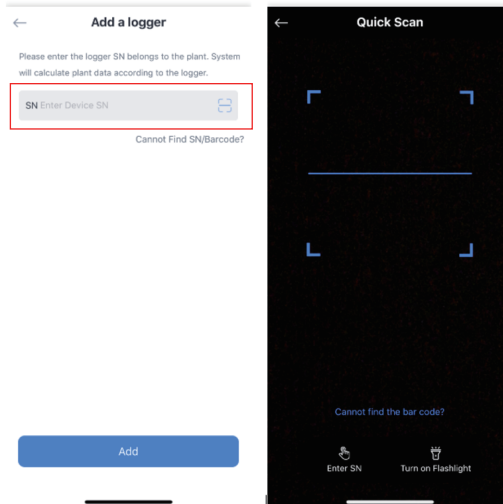 Add a logger
Please enter the logger SN belongs to the plant. System
will calculate plant data according to the logger.
SN Enter Device SN
Cannot Find SN/Barcode?
Add
Quick Scan
Cannot find the bar code?
Enter SN
Turn on Flashlight